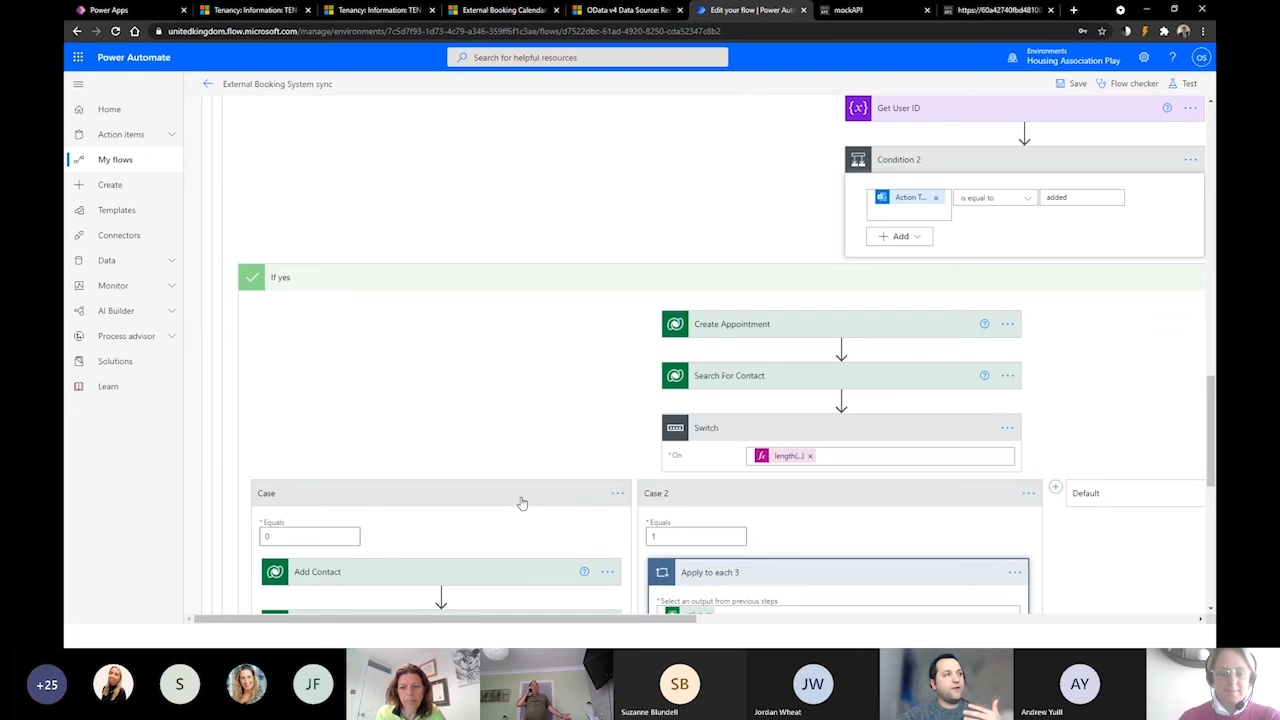 Power Apps
Tenancy: Information: TEN
Tenancy: Information: TEN
External Booking Calendar
OData v4 Data Source: Re
Edit your flow | Power Aut
mockAPI
https://60a42740fbd48100
unitedkingdom.flow.microsoft.com/manage/environments/7c5d7f93-1d73-4c79-a346-359ff6f1c3ae/flows/d7522dbc-61ad-4920-8250-cda52347c8b2
Power Automate
Search for helpful resources
Environments
Housing Association Play
OS
External Booking System sync
Save
Flow checker
Test
Home
Action items
My flows
Create
Templates
Connectors
Data
Monitor
AI Builder
Process advisor
Solutions
Learn
Get User ID
Condition 2
Action T...
is equal to
added
Add
If yes
Create Appointment
Search For Contact
Switch
* On
length(...)
Case
* Equals
0
Add Contact
Case 2
* Equals
1
Apply to each 3
* Select an output from previous steps
Default
+25
S
JF
SB
Suzanne Blundell
JW
Jordan Wheat
AY
Andrew Yuill